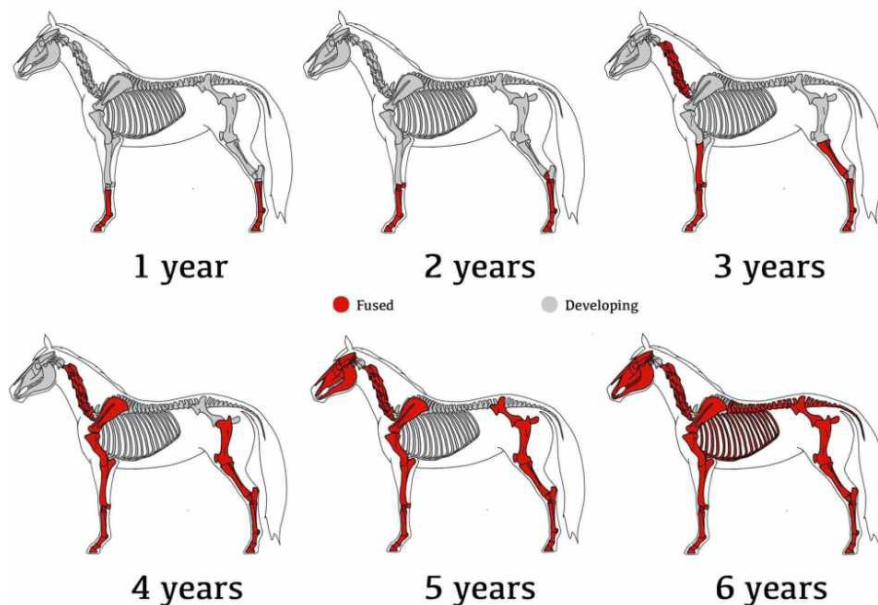 1 year
2 years
3 years
Fused
Developing
4 years
5 years
6 years